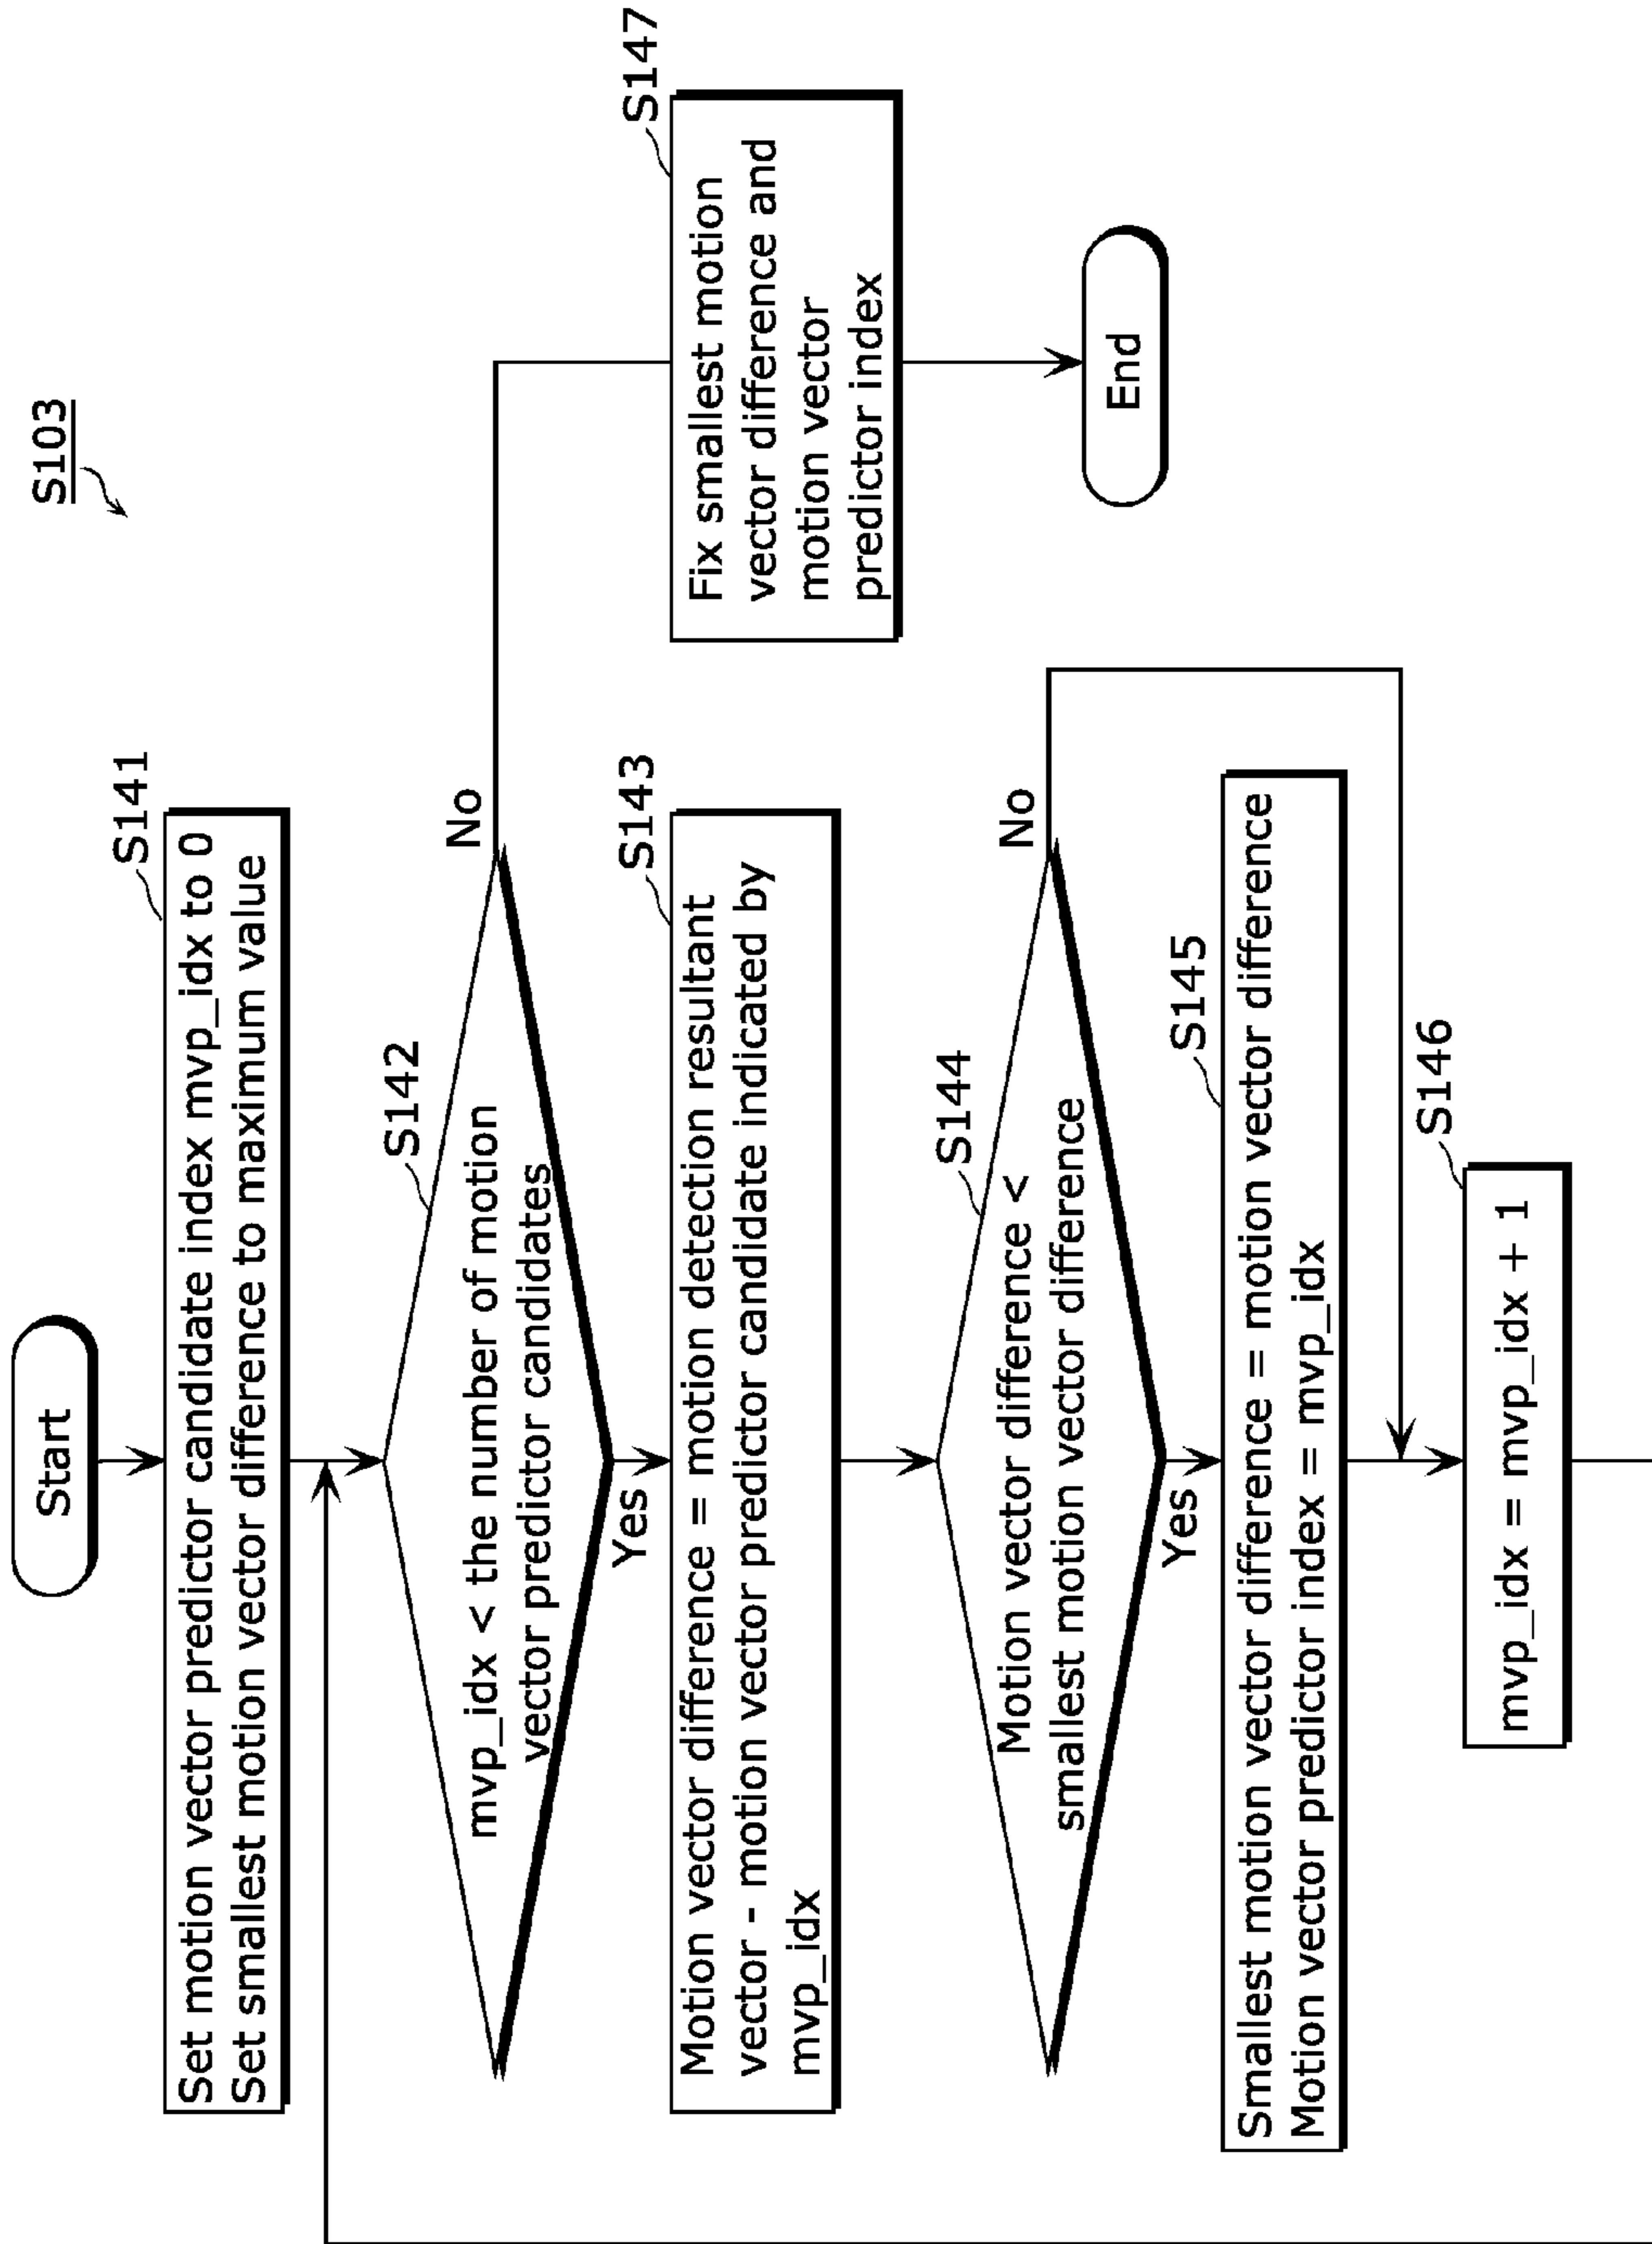 S103
Start
S141
Set motion vector predictor candidate index mvp_idx to 0
Set smallest motion vector difference to maximum value
S142
mvp_idx < the number of motion
vector predictor candidates
No
Yes
S143
Motion vector difference = motion detection resultant
vector - motion vector predictor candidate indicated by
mvp_idx
S144
Motion vector difference <
smallest motion vector difference
No
Yes
S145
Smallest motion vector difference = motion vector difference
Motion vector predictor index = mvp_idx
S146
mvp_idx = mvp_idx + 1
S147
Fix smallest motion
vector difference and
motion vector
predictor index
End